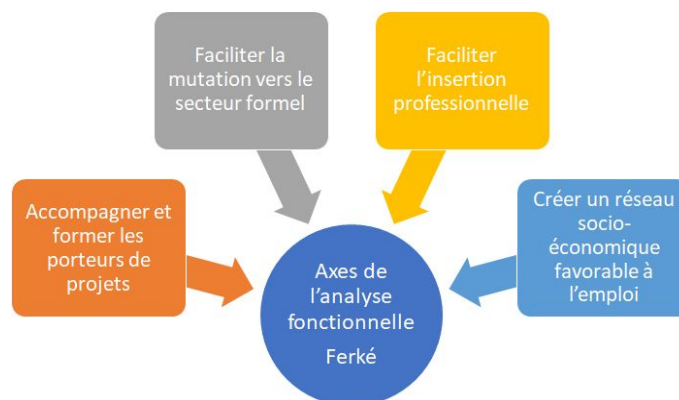 Faciliter la
mutation vers le
secteur formel
Faciliter
l'insertion
professionnelle
Accompagner et
former les
porteurs de
projets
Créer un réseau
socio-
économique
favorable à
l'emploi
Axes de
l'analyse
fonctionnelle
Ferké